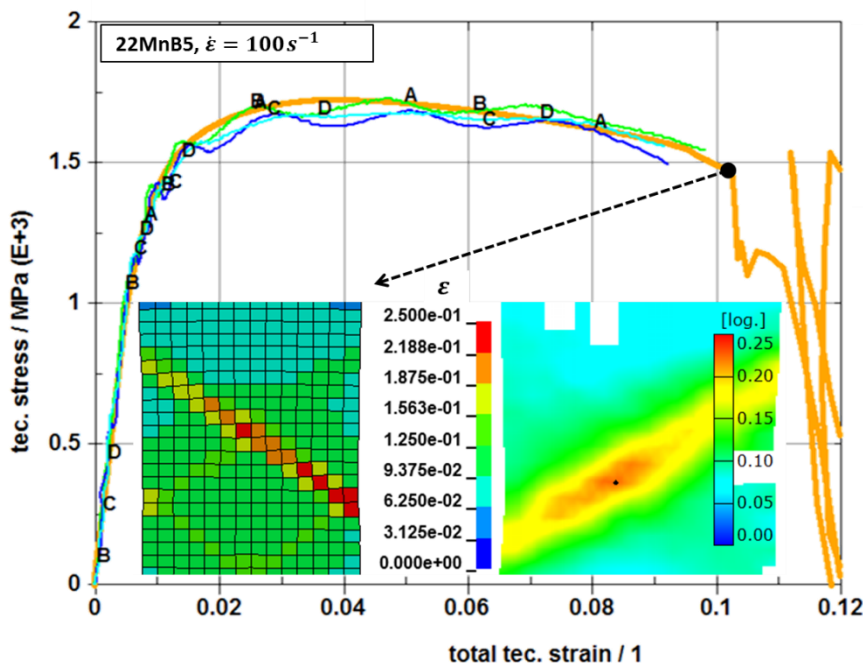 22MnB5, ε̇ = 100s⁻¹
2
1.5
1
0.5
0
tec. stress / MPa (E+3)
B
A
C
D
A
B
C
D
A
D
B
C
A
D
C
B
D
C
B
ε
2.500e-01
2.188e-01
1.875e-01
1.563e-01
1.250e-01
9.375e-02
6.250e-02
3.125e-02
0.000e+00
[log.]
0.25
0.20
0.15
0.10
0.05
0.00
0
0.02
0.04
0.06
0.08
0.1
0.12
total tec. strain / 1